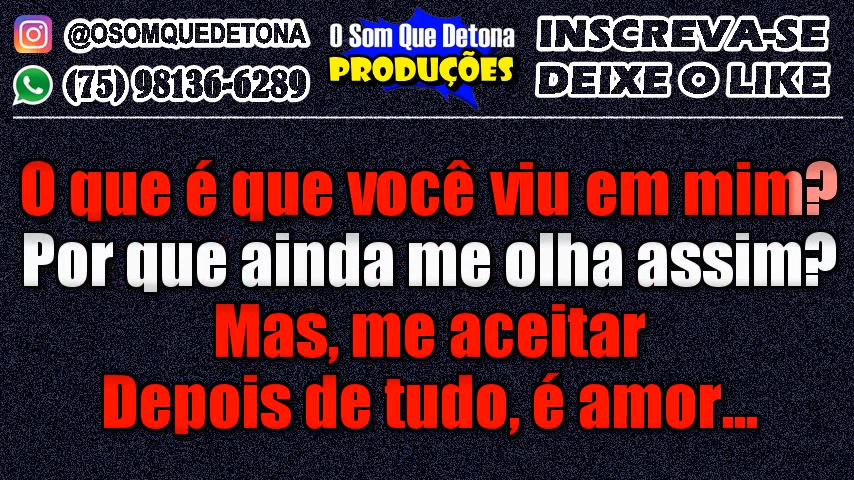 @OSOMQUEDETONA
(75) 98136-6289
O Som Que Detona
PRODUÇÕES
INSCREVA-SE
DEIXE O LIKE
O que é que você viu em mim?
Por que ainda me olha assim?
Mas, me aceitar
Depois de tudo, é amor...